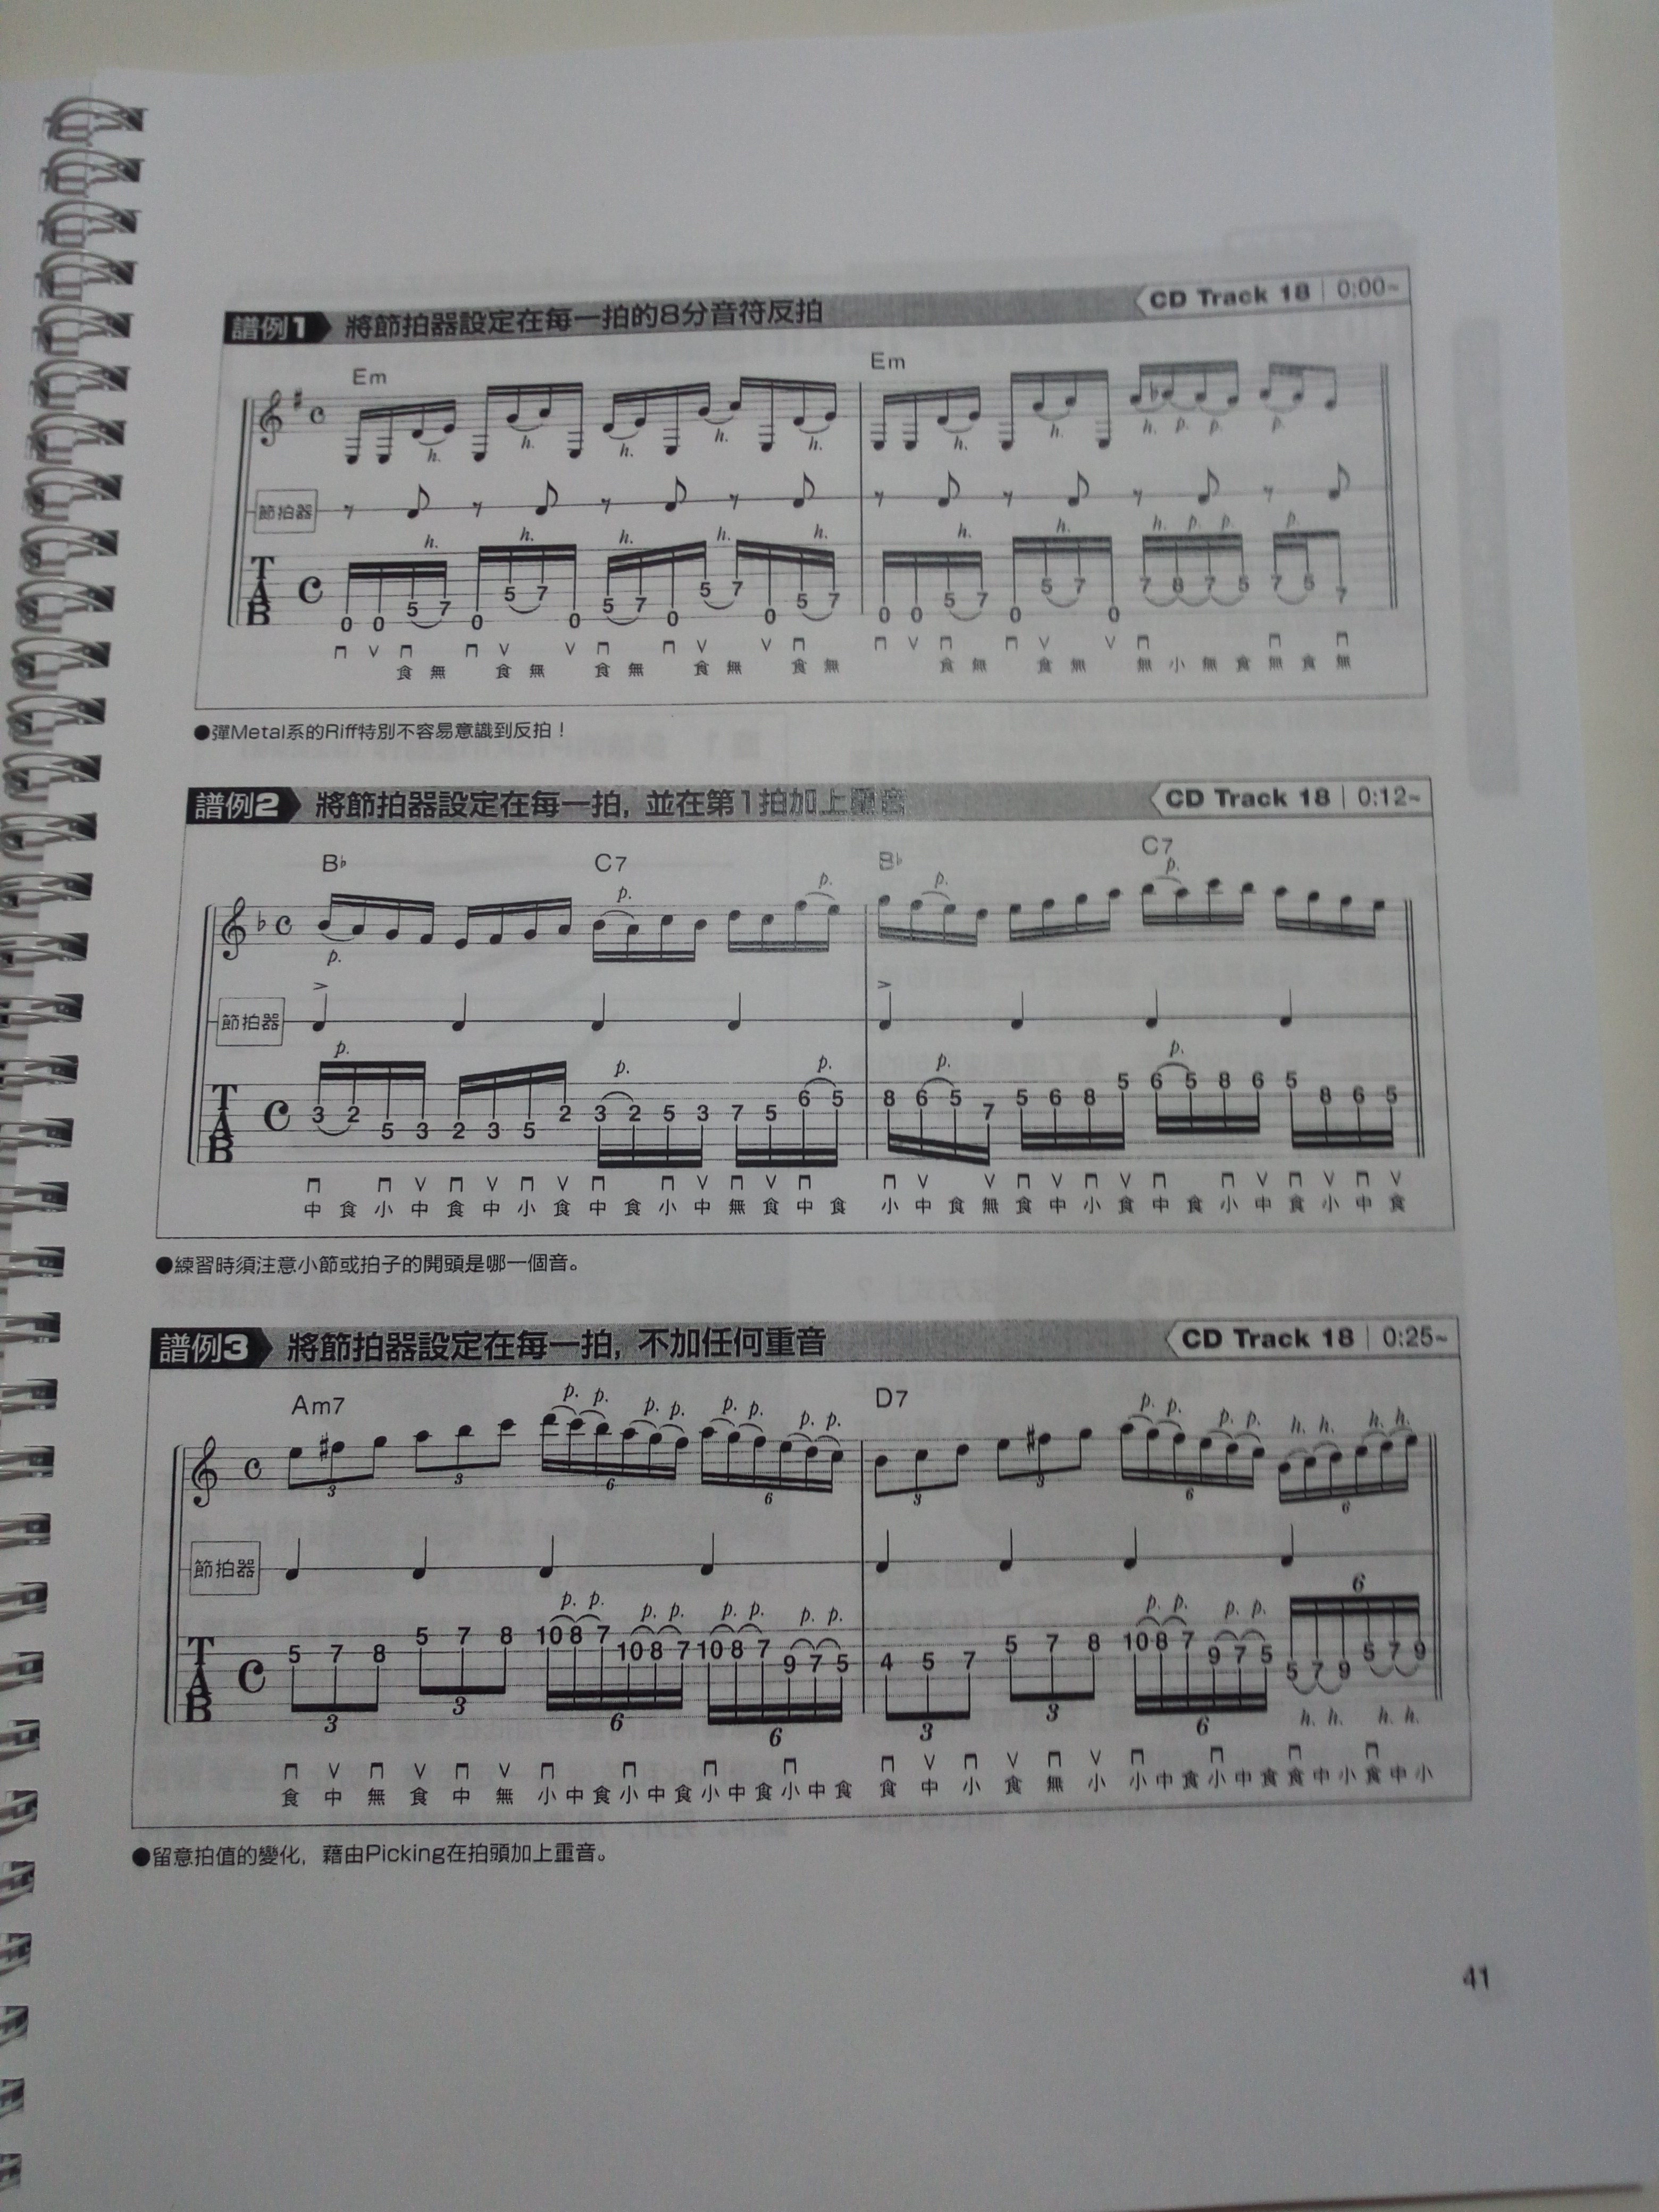 譜例1 將節拍器設定在每一拍的8分音符反拍 CD Track 18 | 0:00~
Em Em
h. h. h. h. h. h. h. h. p. p. p.
節拍器
h. h. h. h. h. h. h. h. p. p. p.
T A B C
0 0 5 7 0 5 7 0 5 7 0 5 7 0 5 7 0 0 5 7 0 5 7 0 7 8 7 5 7 5 7
食 無 食 無 食 無 食 無 食 無 食 無 食 無 無 小 無 食 無 食 無
●彈Metal系的Riff特別不容易意識到反拍！
譜例2 將節拍器設定在每一拍，並在第1拍加上重音 CD Track 18 | 0:12~
B♭ C7 B♭ C7
p. p. p. p. p.
節拍器
p. p. p. p. p.
T A B C
3 2 5 3 2 3 5 2 3 2 5 3 7 5 6 5 8 6 5 7 5 6 8 5 6 5 8 6 5 8 6 5
中 食 小 中 食 中 小 食 中 食 小 中 無 食 中 食 小 中 食 無 食 中 小 食 中 食 小 中 食 小 中 食
●練習時須注意小節或拍子的開頭是哪一個音。
譜例3 將節拍器設定在每一拍，不加任何重音 CD Track 18 | 0:25~
Am7 D7
p. p. p. p. p. p. p. p. p. p. p. p. h. h. h. h.
3 3 6 6 3 3 6 6
節拍器
p. p. p. p. p. p. p. p. p. p. p. p. 6
T A B C
5 7 8 5 7 8 10 8 7 10 8 7 10 8 7 9 7 5 4 5 7 5 7 8 10 8 7 9 7 5 5 7 9 5 7 9
3 3 6 6 3 3 6 h. h. h. h.
食 中 無 食 中 無 小 中 食 小 中 食 小 中 食 小 中 食 食 中 小 食 無 小 小 中 食 小 中 食 食 中 小 食 中 小
●留意拍值的變化，藉由Picking在拍頭加上重音。
41